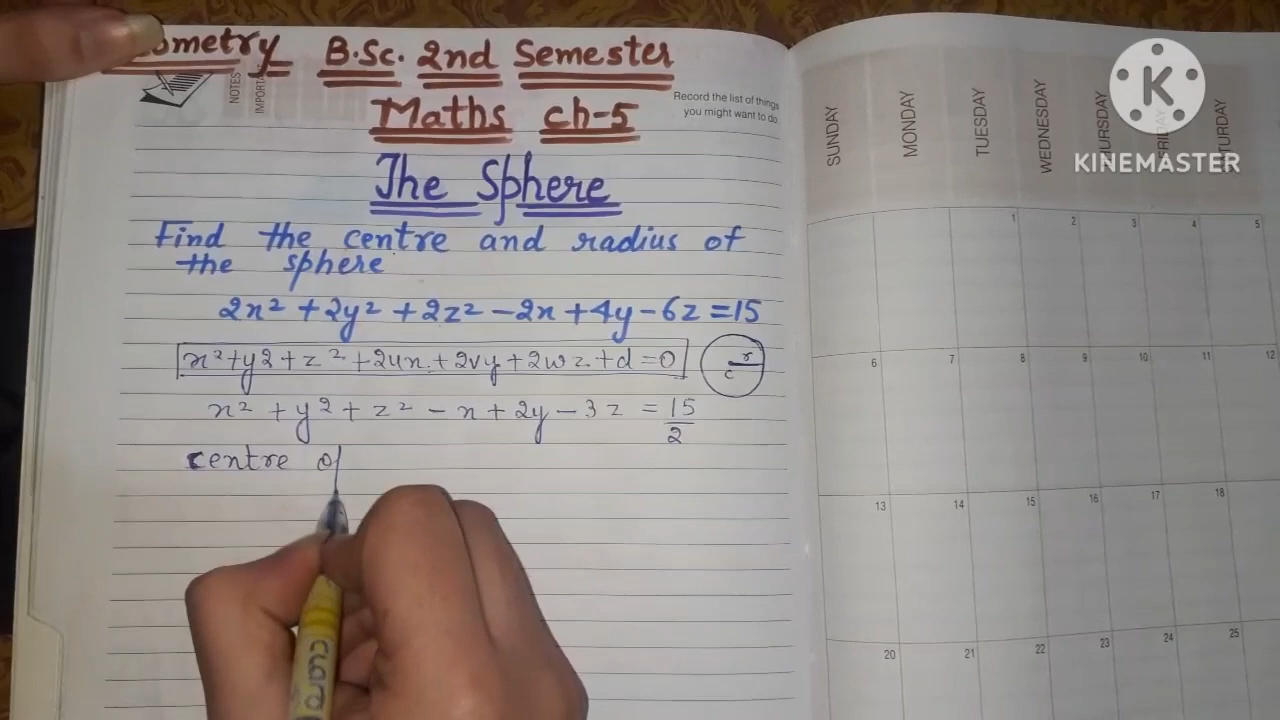 ometry B.Sc. 2nd Semester
Maths ch-5
NOTES
IMPORTA
Record the list of things
you might want to do
The Sphere
Find the centre and radius of
the sphere
2x² + 2y² + 2z² - 2x + 4y - 6z = 15
x² + y2 + z² + 2ux + 2vy + 2wz + d = 0
r
c
x² + y2 + z² - x + 2y - 3z = 15/2
centre of
cuaro
KINEMASTER
SUNDAY MONDAY TUESDAY WEDNESDAY HURSDAY FRIDAY TURDAY
1 2 3 4 5
6 7 8 9 10 11 12
13 14 15 16 17 18
20 21 22 23 24 25